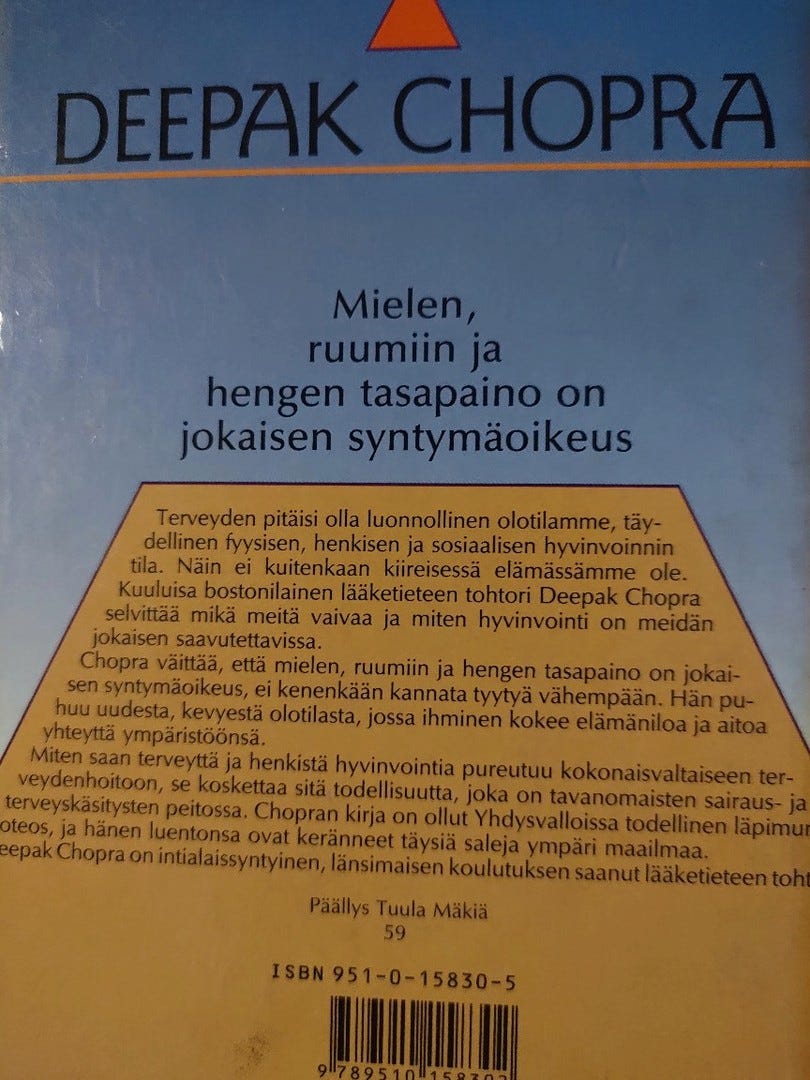 DEEPAK CHOPRA
Mielen,
ruumiin ja
hengen tasapaino on
jokaisen syntymäoikeus
Terveyden pitäisi olla luonnollinen olotilamme, täy-
dellinen fyysisen, henkisen ja sosiaalisen hyvinvoinnin
tila. Näin ei kuitenkaan kiireisessä elämässämme ole.
Kuuluisa bostonilainen lääketieteen tohtori Deepak Chopra
selvittää mikä meitä vaivaa ja miten hyvinvointi on meidän
jokaisen saavutettavissa.
Chopra väittää, että mielen, ruumiin ja hengen tasapaino on jokai-
sen syntymäoikeus, ei kenenkään kannata tyytyä vähempään. Hän pu-
huu uudesta, kevyestä olotilasta, jossa ihminen kokee elämäniloa ja aitoa
yhteyttä ympäristöönsä.
Miten saan terveyttä ja henkistä hyvinvointia pureutuu kokonaisvaltaiseen ter-
veydenhoitoon, se koskettaa sitä todellisuutta, joka on tavanomaisten sairaus- ja
terveyskäsitysten peitossa. Chopran kirja on ollut Yhdysvalloissa todellinen läpimur
oteos, ja hänen luentonsa ovat keränneet täysiä saleja ympäri maailmaa.
eepak Chopra on intialaissyntyinen, länsimaisen koulutuksen saanut lääketieteen toht
Päällys Tuula Mäkiä
59
ISBN 951-0-15830-5
9 789510 158302